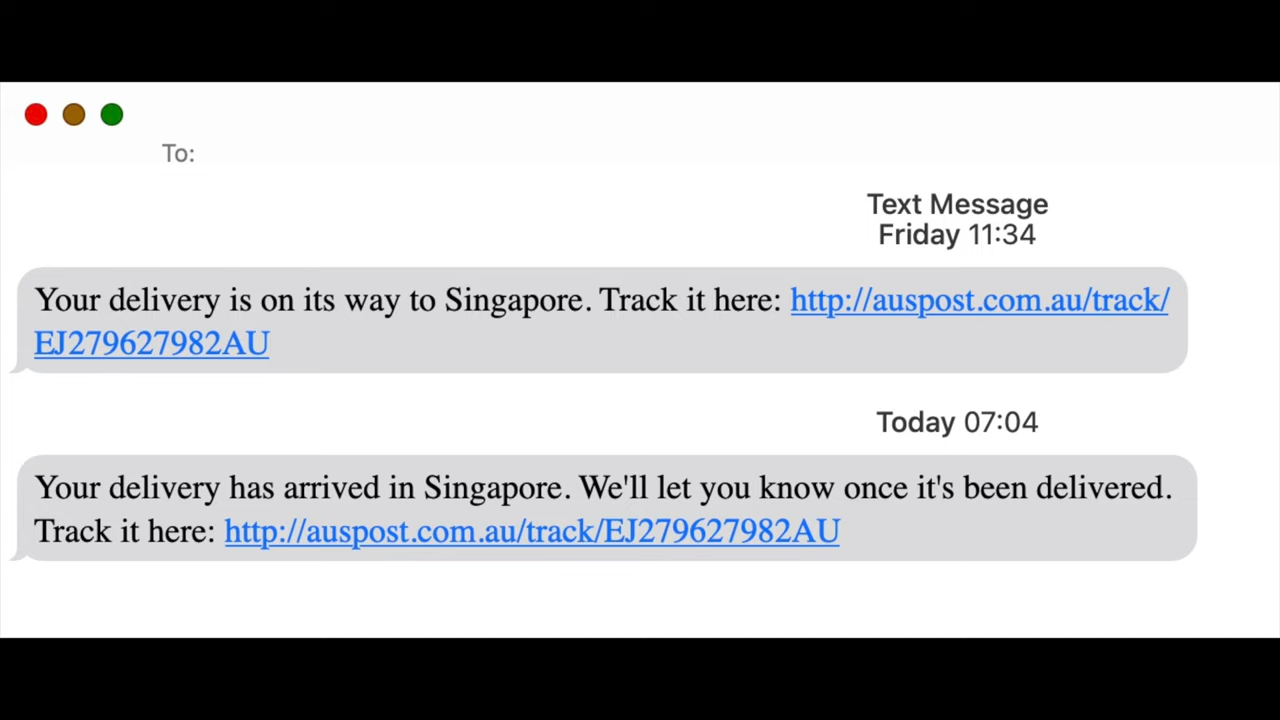 To:
Text Message
Friday 11:34
Your delivery is on its way to Singapore. Track it here: http://auspost.com.au/track/
EJ279627982AU
Today 07:04
Your delivery has arrived in Singapore. We'll let you know once it's been delivered.
Track it here: http://auspost.com.au/track/EJ279627982AU